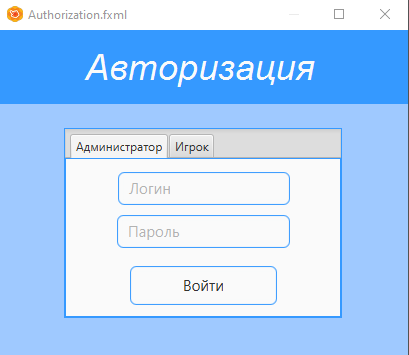 Authorization.fxml
Авторизация
Администратор Игрок
Логин
Пароль
Войти